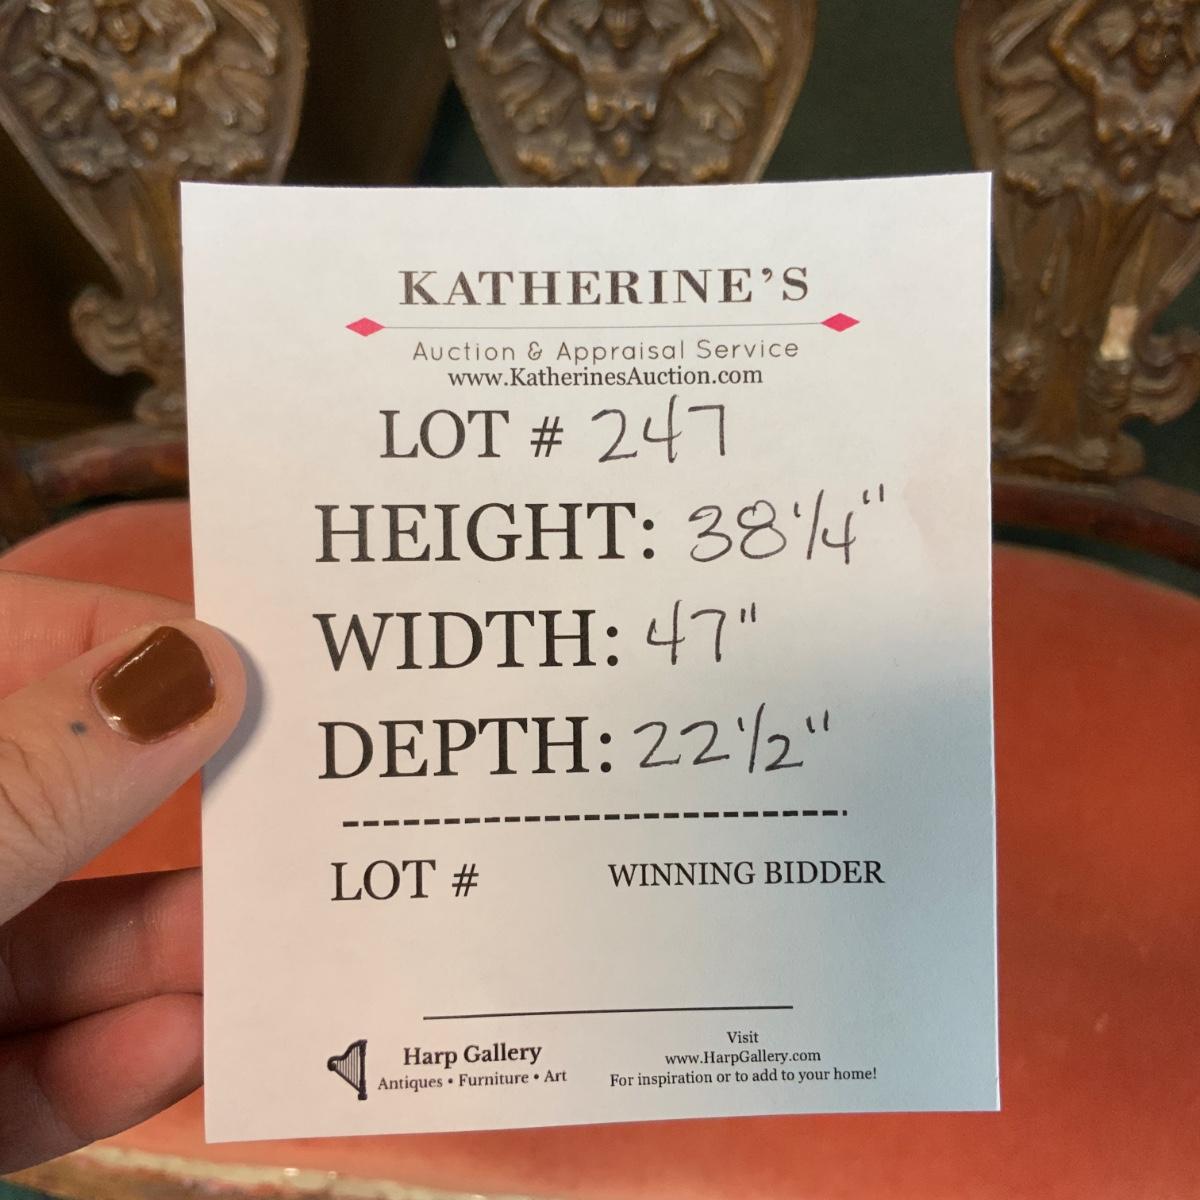 KATHERINE'S
Auction & Appraisal Service
www.KatherinesAuction.com
LOT # 247
HEIGHT: 38 1/4"
WIDTH: 47"
DEPTH: 22 1/2"
LOT # WINNING BIDDER
Harp Gallery
Antiques • Furniture • Art
Visit
www.HarpGallery.com
For inspiration or to add to your home!